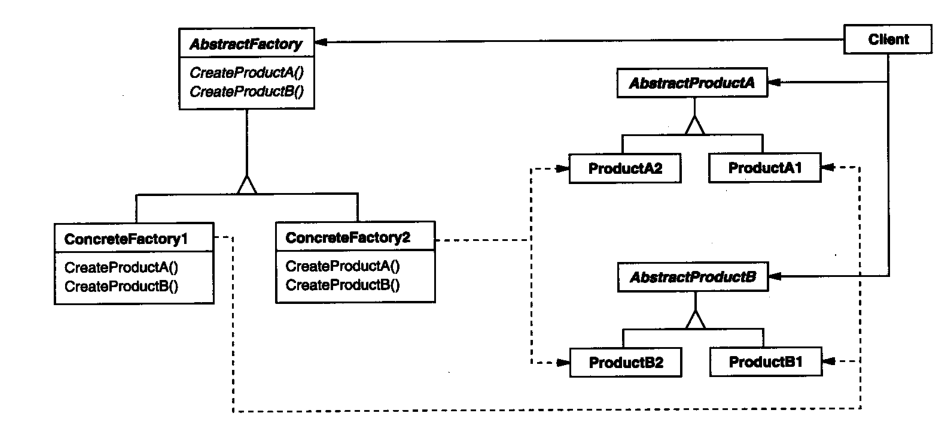 AbstractFactory
CreateProductA()
CreateProductB()
Client
AbstractProductA
ProductA2
ProductA1
ConcreteFactory1
CreateProductA()
CreateProductB()
ConcreteFactory2
CreateProductA()
CreateProductB()
AbstractProductB
ProductB2
ProductB1